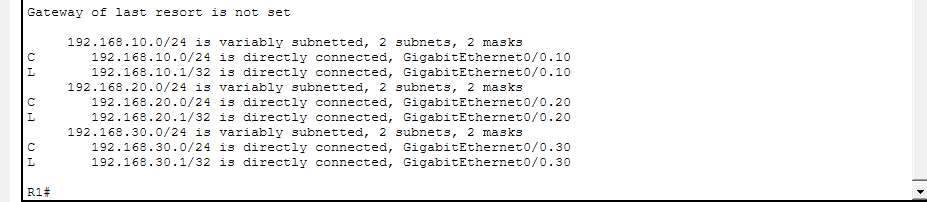 Gateway of last resort is not set
192.168.10.0/24 is variably subnetted, 2 subnets, 2 masks
C 192.168.10.0/24 is directly connected, GigabitEthernet0/0.10
L 192.168.10.1/32 is directly connected, GigabitEthernet0/0.10
192.168.20.0/24 is variably subnetted, 2 subnets, 2 masks
C 192.168.20.0/24 is directly connected, GigabitEthernet0/0.20
L 192.168.20.1/32 is directly connected, GigabitEthernet0/0.20
192.168.30.0/24 is variably subnetted, 2 subnets, 2 masks
C 192.168.30.0/24 is directly connected, GigabitEthernet0/0.30
L 192.168.30.1/32 is directly connected, GigabitEthernet0/0.30
R1#